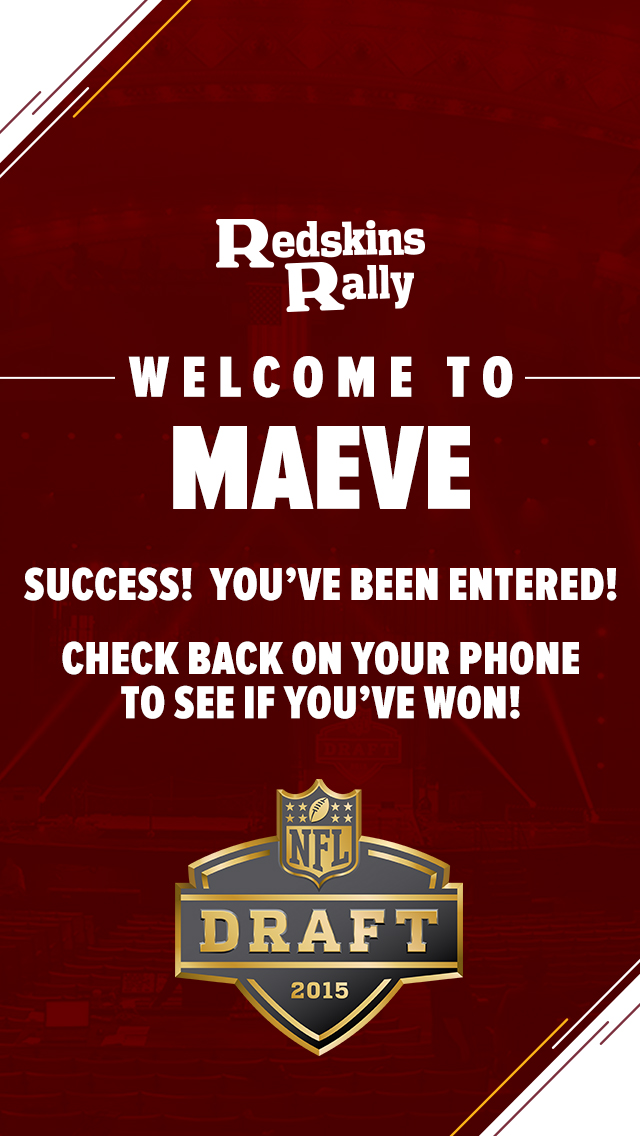 Redskins
Rally
WELCOME TO
MAEVE
SUCCESS!  YOU’VE BEEN ENTERED!
CHECK BACK ON YOUR PHONE
TO SEE IF YOU’VE WON!
DRAFT
NFL
DRAFT
2015